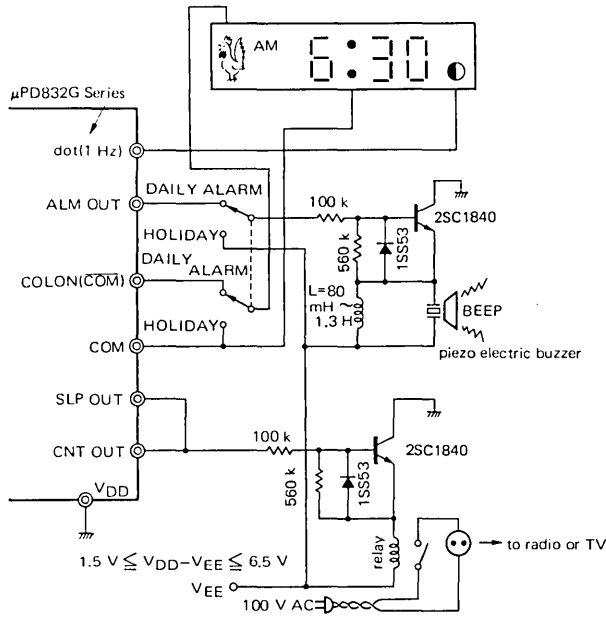 AM
6:30
μPD832G Series
dot(1 Hz)
ALM OUT
DAILY ALARM
100 k
2SC1840
HOLIDAY
560 k
1SS53
DAILY
ALARM
COLON(COM)
L=80
mH ~
1.3 H
BEEP
HOLIDAY
COM
piezo electric buzzer
SLP OUT
100 k
CNT OUT
2SC1840
560 k
1SS53
VDD
relay
to radio or TV
1.5 V ≦ VDD–VEE ≦ 6.5 V
VEE
100 V AC